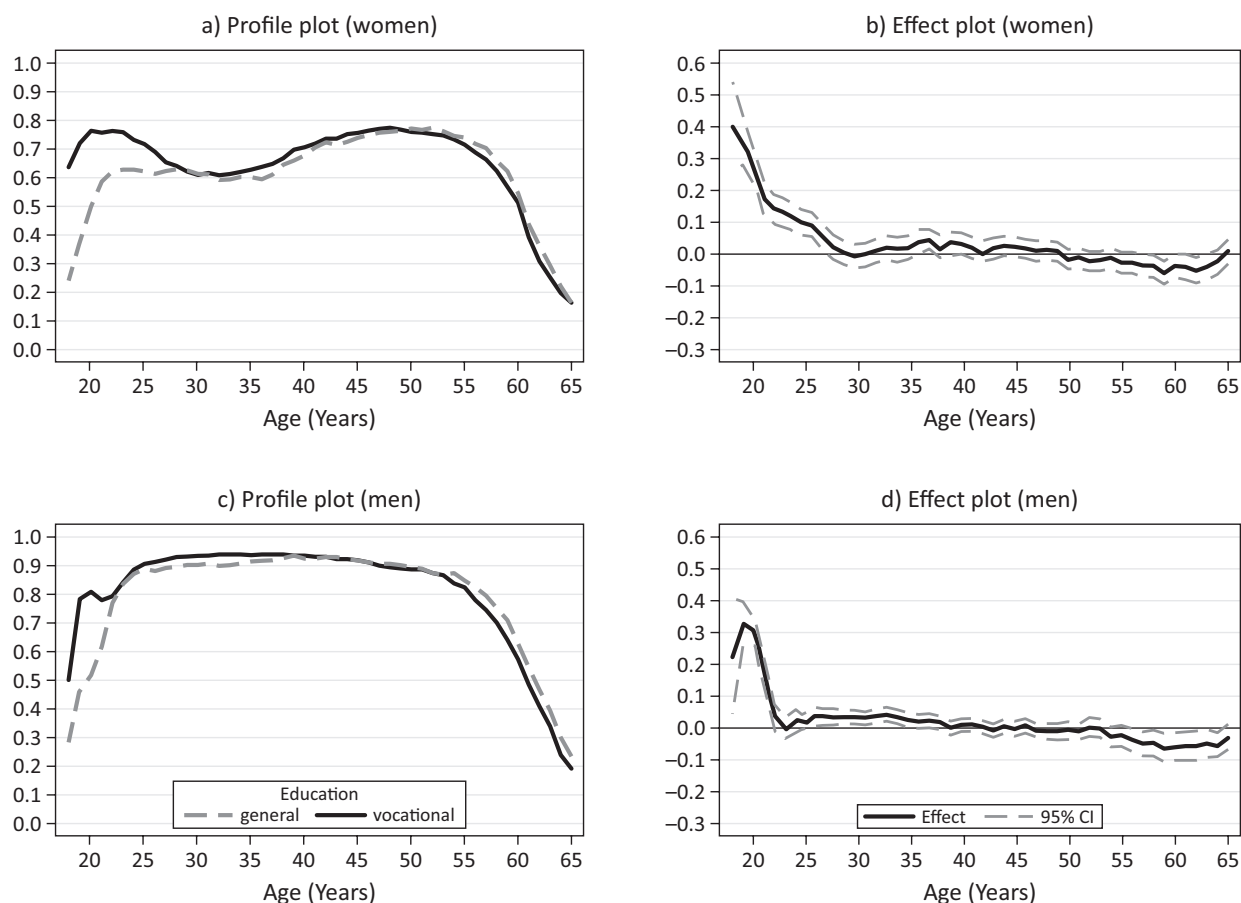 a) Profile plot (women)
1.0
0.9
0.8
0.7
0.6
0.5
0.4
0.3
0.2
0.1
0.0
20 25 30 35 40 45 50 55 60 65
Age (Years)
b) Effect plot (women)
0.6
0.5
0.4
0.3
0.2
0.1
0.0
−0.1
−0.2
−0.3
20 25 30 35 40 45 50 55 60 65
Age (Years)
c) Profile plot (men)
1.0
0.9
0.8
0.7
0.6
0.5
0.4
0.3
0.2
0.1
0.0
Education
general vocational
20 25 30 35 40 45 50 55 60 65
Age (Years)
d) Effect plot (men)
0.6
0.5
0.4
0.3
0.2
0.1
0.0
−0.1
−0.2
−0.3
Effect 95% CI
20 25 30 35 40 45 50 55 60 65
Age (Years)